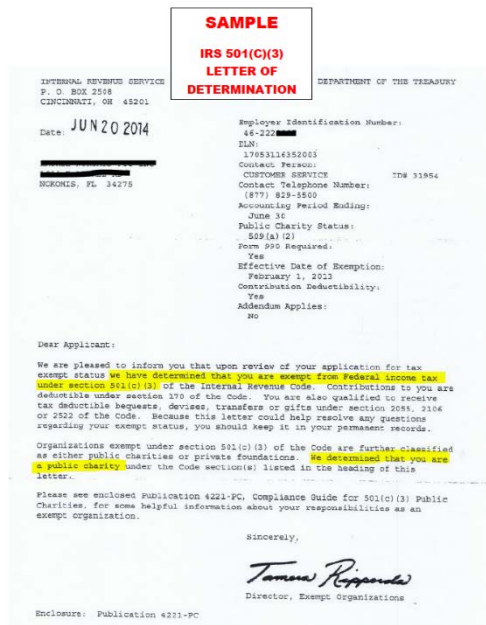 SAMPLE
IRS 501(C)(3)
LETTER OF
DETERMINATION
INTERNAL REVENUE SERVICE
P. O. BOX 2508
CINCINNATI, OH 45201
DEPARTMENT OF THE TREASURY
Date: JUN 20 2014
NOKOMIS, FL 34275
Employer Identification Number:
46-222
DLN:
17053116352003
Contact Person:
CUSTOMER SERVICE ID# 31954
Contact Telephone Number:
(877) 829-5500
Accounting Period Ending:
June 30
Public Charity Status:
509(a)(2)
Form 990 Required:
Yes
Effective Date of Exemption:
February 1, 2013
Contribution Deductibility:
Yes
Addendum Applies:
No
Dear Applicant:
We are pleased to inform you that upon review of your application for tax
exempt status we have determined that you are exempt from Federal income tax
under section 501(c)(3) of the Internal Revenue Code. Contributions to you are
deductible under section 170 of the Code. You are also qualified to receive
tax deductible bequests, devises, transfers or gifts under section 2055, 2106
or 2522 of the Code. Because this letter could help resolve any questions
regarding your exempt status, you should keep it in your permanent records.
Organizations exempt under section 501(c)(3) of the Code are further classified
as either public charities or private foundations. We determined that you are
a public charity under the Code section(s) listed in the heading of this
letter.
Please see enclosed Publication 4221-PC, Compliance Guide for 501(c)(3) Public
Charities, for some helpful information about your responsibilities as an
exempt organization.
Sincerely,
Tamera Ripperda
Director, Exempt Organizations
Enclosure: Publication 4221-PC